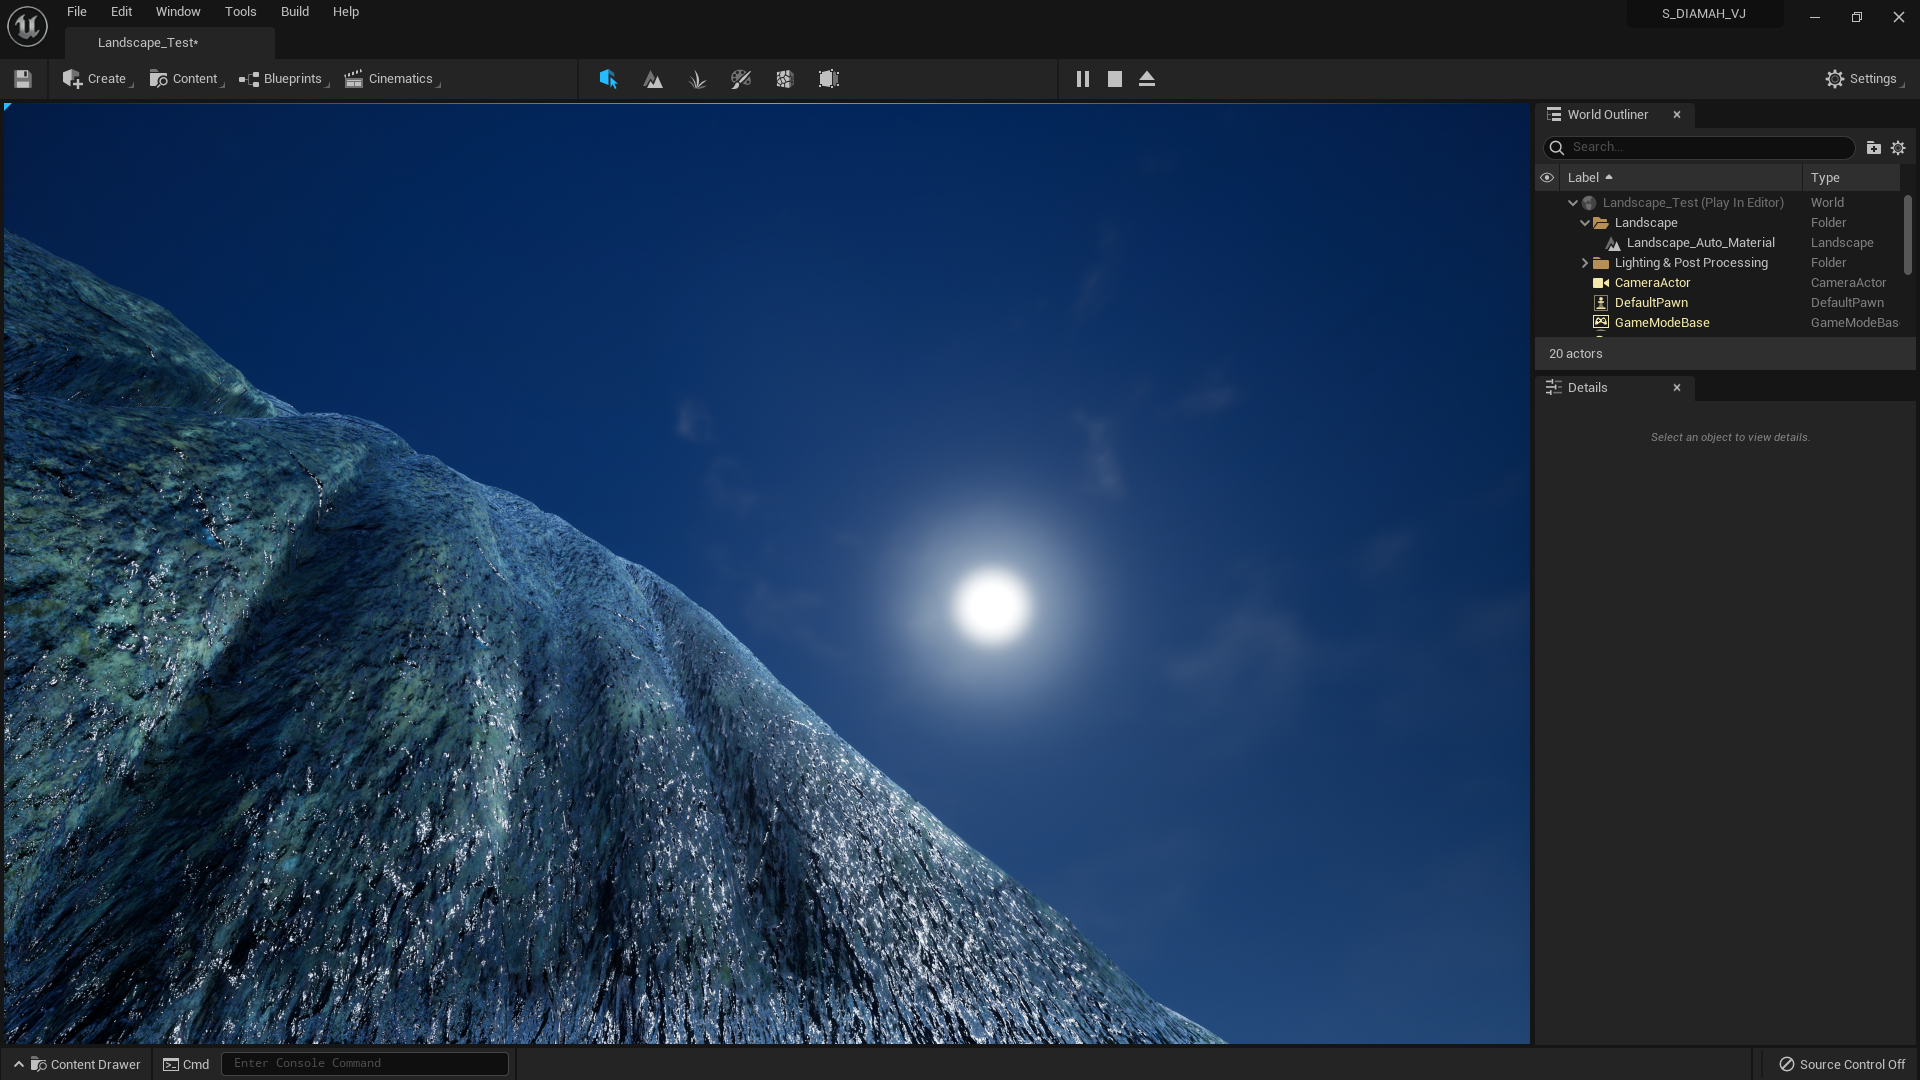 File Edit Window Tools Build Help
S_DIAMAH_VJ
Landscape_Test*
Create Content Blueprints Cinematics
Settings
World Outliner
Search...
Label Type
Landscape_Test (Play In Editor) World
Landscape Folder
Landscape_Auto_Material Landscape
Lighting & Post Processing Folder
CameraActor CameraActor
DefaultPawn DefaultPawn
GameModeBase GameModeBas
20 actors
Details
Select an object to view details.
Content Drawer Cmd Enter Console Command
Source Control Off